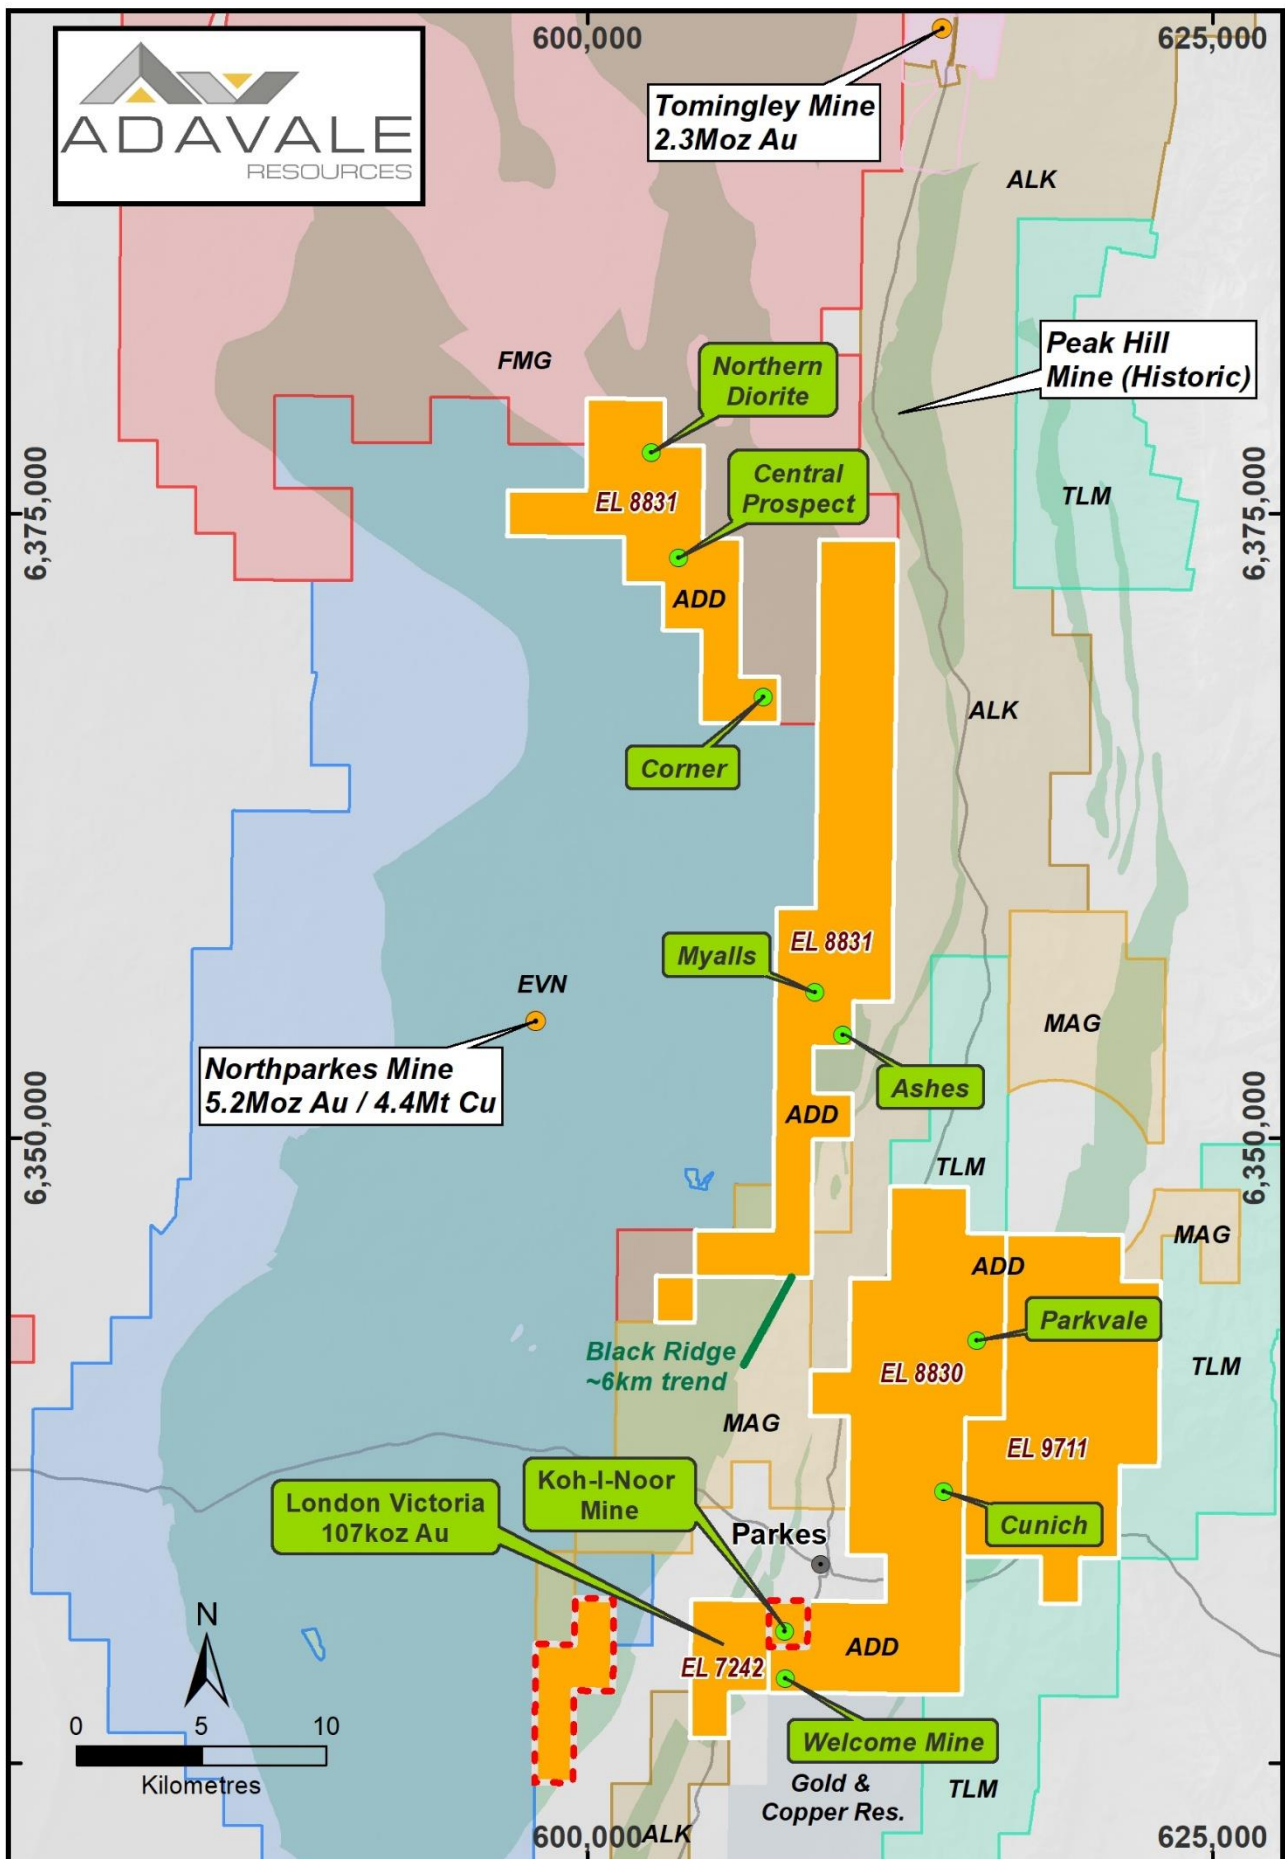 600,000
625,000
ADAVALE
RESOURCES
Tomingley Mine
2.3Moz Au
ALK
FMG
Northern
Diorite
Peak Hill
Mine (Historic)
Central
Prospect
EL 8831
TLM
6,375,000
6,375,000
ADD
ALK
Corner
EL 8831
Myalls
EVN
MAG
Northparkes Mine
5.2Moz Au / 4.4Mt Cu
Ashes
ADD
6,350,000
6,350,000
TLM
MAG
ADD
Parkvale
Black Ridge
~6km trend
EL 8830
TLM
MAG
EL 9711
London Victoria
107koz Au
Koh-I-Noor
Mine
Cunich
Parkes
N
EL 7242
ADD
0 5 10
Kilometres
Welcome Mine
Gold &
Copper Res.
TLM
600,000
ALK
625,000